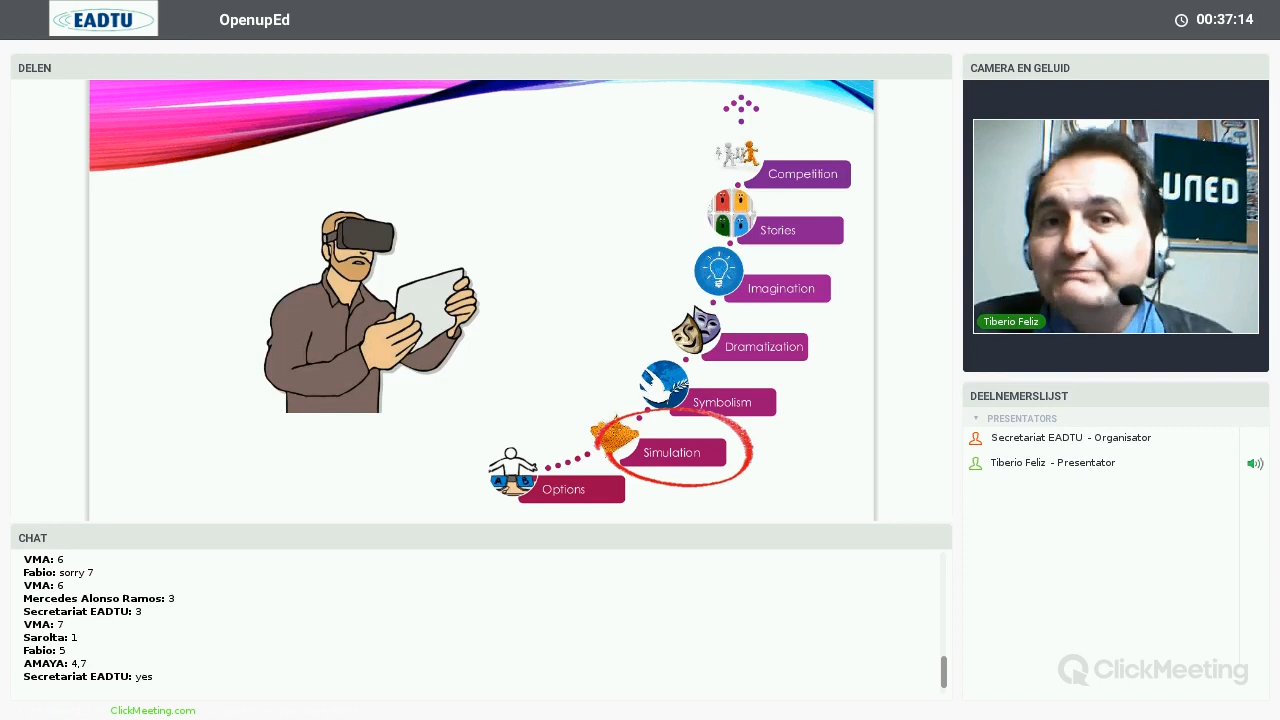 EADTU
OpenupEd
00:37:14
DELEN
Competition
Stories
Imagination
Dramatization
Symbolism
Simulation
A B
Options
CAMERA EN GELUID
UNED
Tiberio Feliz
DEELNEMERSLIJST
PRESENTATORS
Secretariat EADTU - Organisator
Tiberio Feliz - Presentator
CHAT
VMA: 6
Fabio: sorry 7
VMA: 6
Mercedes Alonso Ramos: 3
Secretariat EADTU: 3
VMA: 7
Sarolta: 1
Fabio: 5
AMAYA: 4,7
Secretariat EADTU: yes
ClickMeeting
ClickMeeting.com